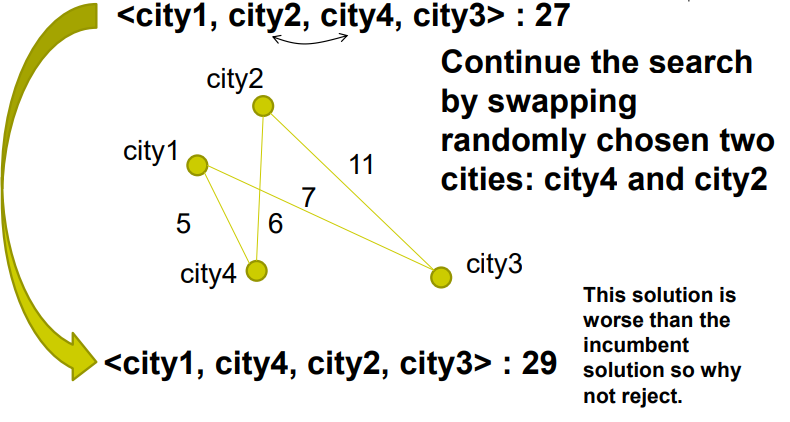 <city1, city2, city4, city3> : 27
Continue the search
by swapping
randomly chosen two
cities: city4 and city2
city2
city1
11
7
5
6
city4
city3
This solution is
worse than the
incumbent
solution so why
not reject.
<city1, city4, city2, city3> : 29